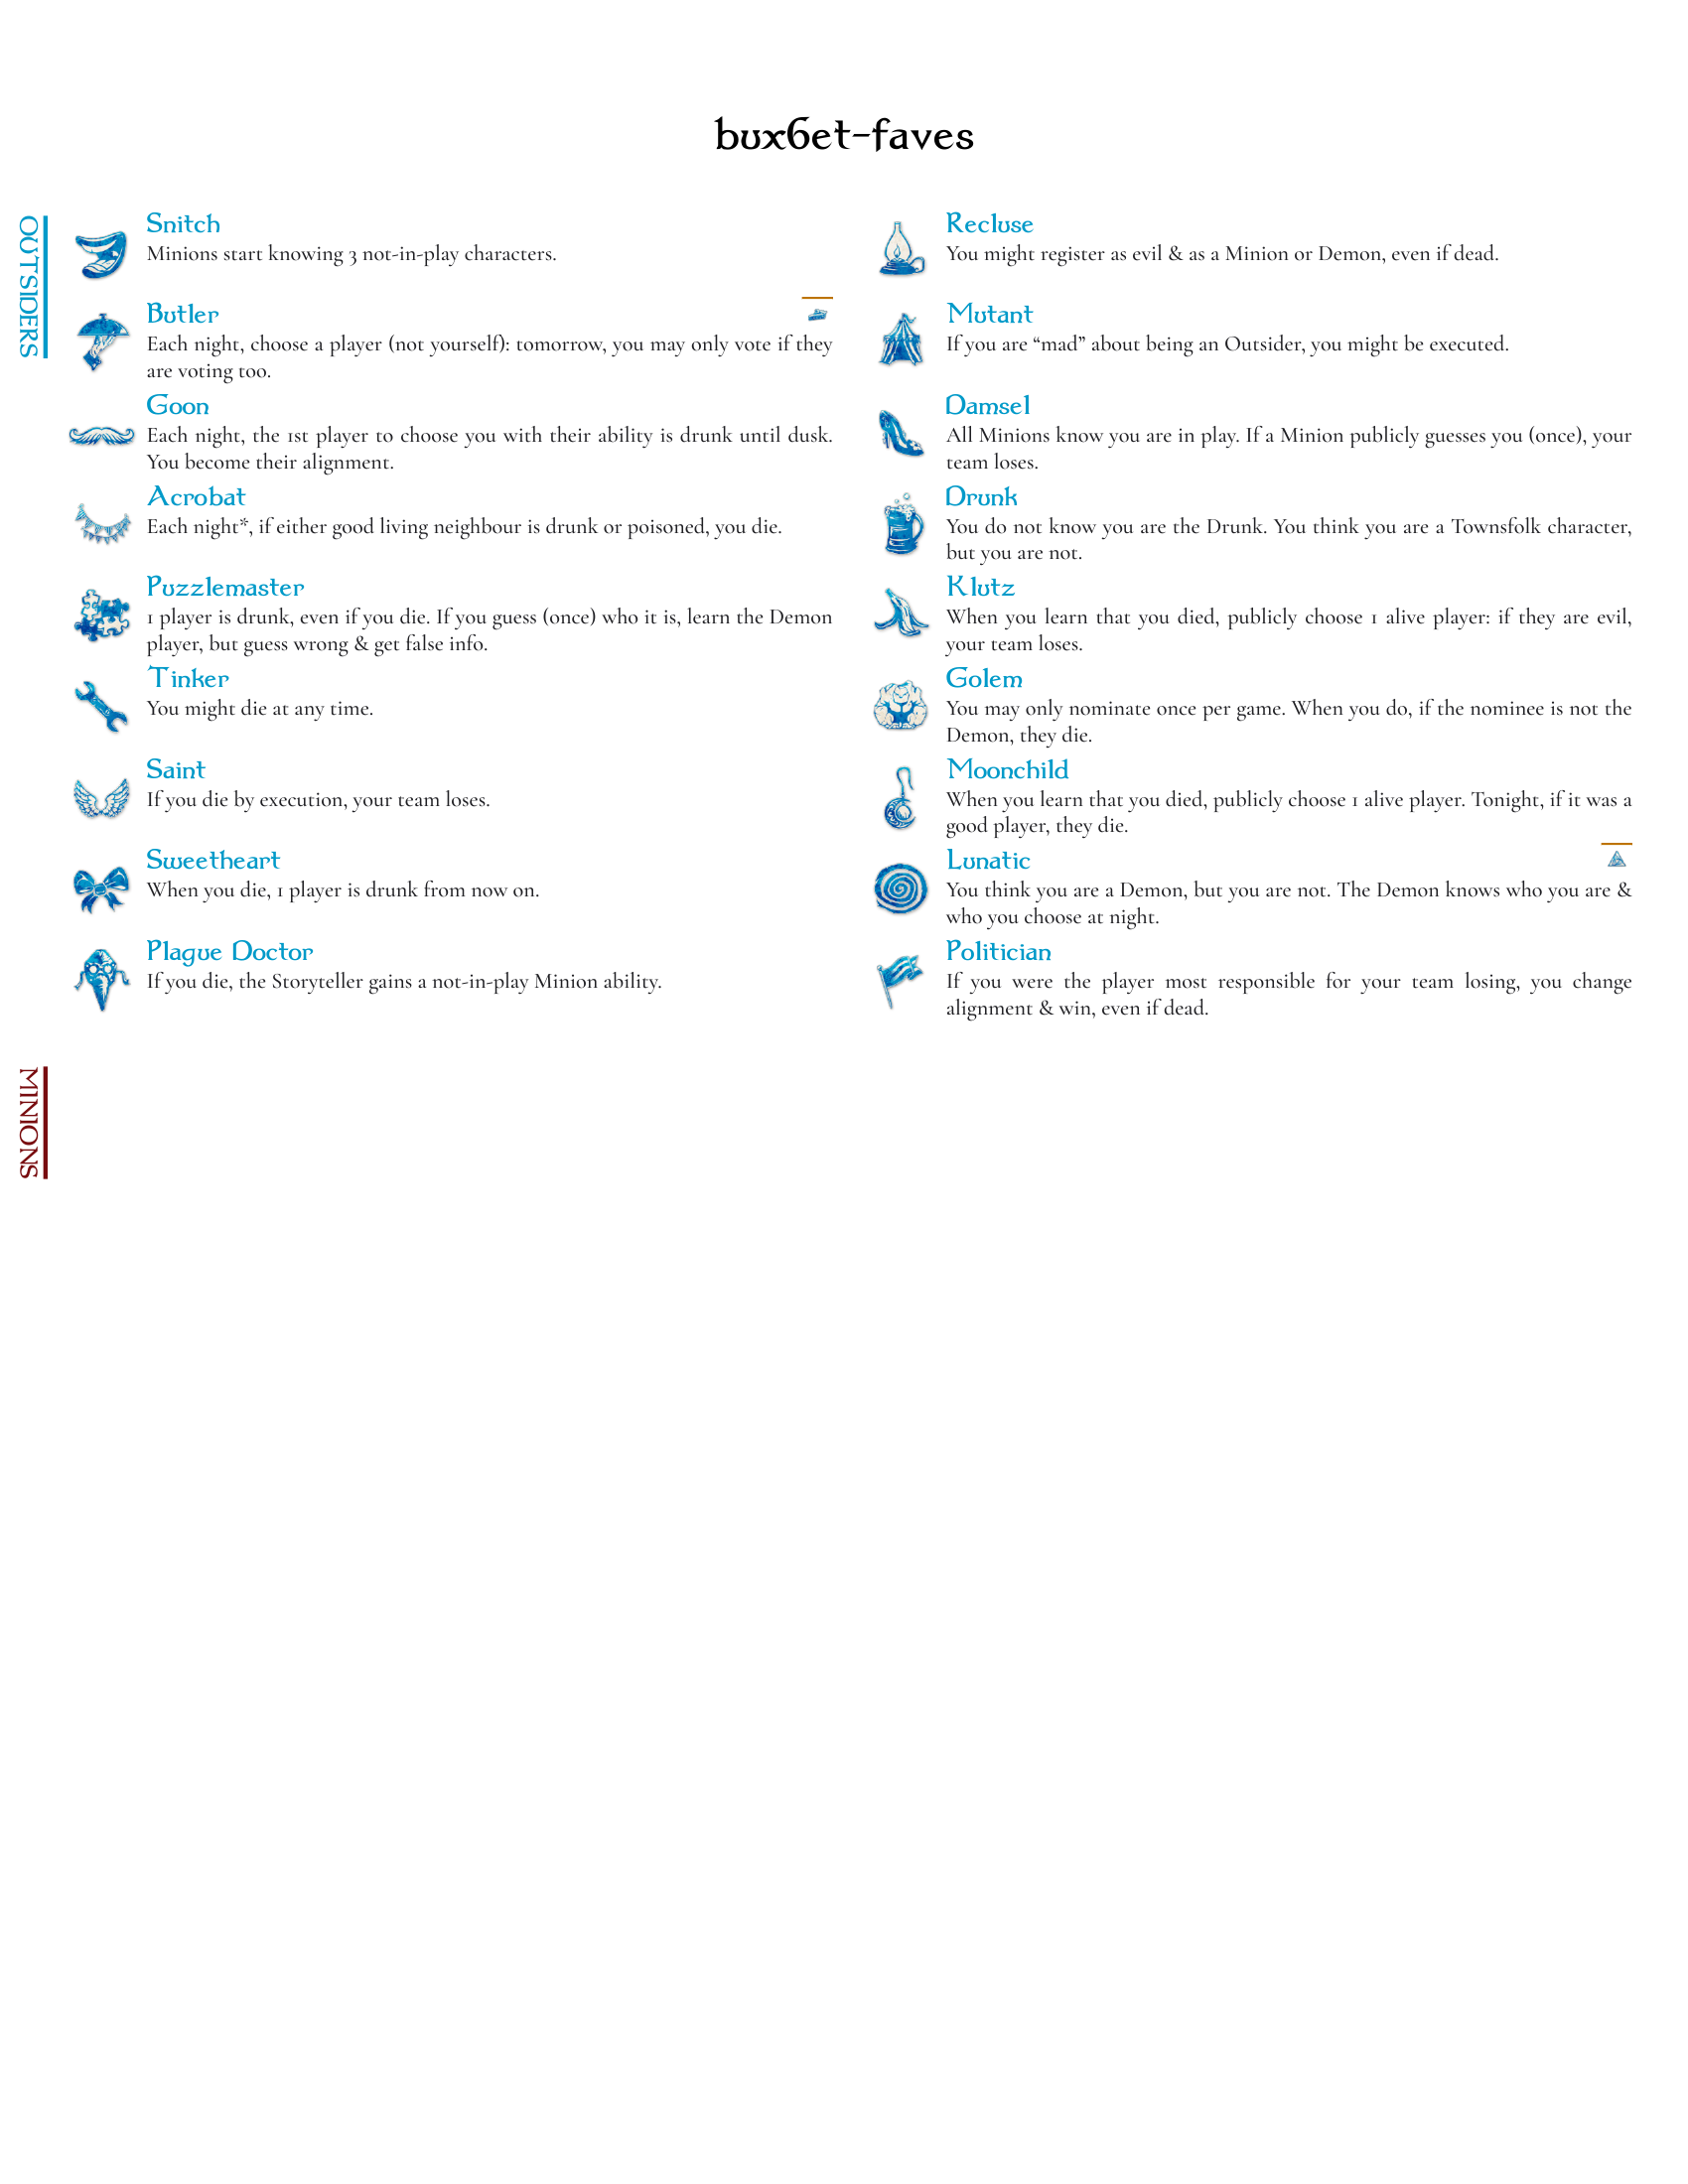 bux6et-faves
OUTSIDERS
Snitch
Minions start knowing 3 not-in-play characters.
Butler
Each night, choose a player (not yourself): tomorrow, you may only vote if they
are voting too.
Goon
Each night, the 1st player to choose you with their ability is drunk until dusk.
You become their alignment.
Acrobat
Each night*, if either good living neighbour is drunk or poisoned, you die.
Puzzlemaster
1 player is drunk, even if you die. If you guess (once) who it is, learn the Demon
player, but guess wrong & get false info.
Tinker
You might die at any time.
Saint
If you die by execution, your team loses.
Sweetheart
When you die, 1 player is drunk from now on.
Plague Doctor
If you die, the Storyteller gains a not-in-play Minion ability.
Recluse
You might register as evil & as a Minion or Demon, even if dead.
Mutant
If you are “mad” about being an Outsider, you might be executed.
Damsel
All Minions know you are in play. If a Minion publicly guesses you (once), your
team loses.
Drunk
You do not know you are the Drunk. You think you are a Townsfolk character,
but you are not.
Klutz
When you learn that you died, publicly choose 1 alive player: if they are evil,
your team loses.
Golem
You may only nominate once per game. When you do, if the nominee is not the
Demon, they die.
Moonchild
When you learn that you died, publicly choose 1 alive player. Tonight, if it was a
good player, they die.
Lunatic
You think you are a Demon, but you are not. The Demon knows who you are &
who you choose at night.
Politician
If you were the player most responsible for your team losing, you change
alignment & win, even if dead.
MINIONS